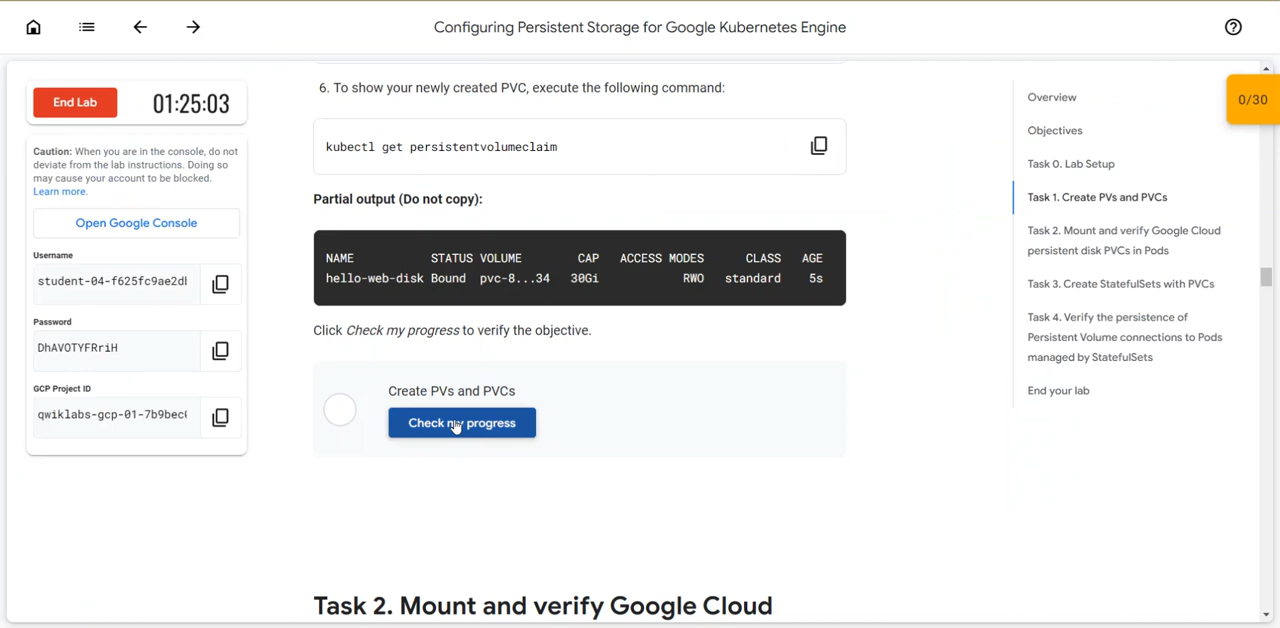 Configuring Persistent Storage for Google Kubernetes Engine
End Lab
01:25:03
Caution: When you are in the console, do not
deviate from the lab instructions. Doing so
may cause your account to be blocked.
Learn more.
Open Google Console
Username
student-04-f625fc9ae2d
Password
DhAVOTYFRriH
GCP Project ID
qwiklabs-gcp-01-7b9bec
6. To show your newly created PVC, execute the following command:
kubectl get persistentvolumeclaim
Partial output (Do not copy):
NAME STATUS VOLUME CAP ACCESS MODES CLASS AGE
hello-web-disk Bound pvc-8...34 30Gi RWO standard 5s
Click Check my progress to verify the objective.
Create PVs and PVCs
Check my progress
Task 2. Mount and verify Google Cloud
Overview
Objectives
Task 0. Lab Setup
Task 1. Create PVs and PVCs
Task 2. Mount and verify Google Cloud
persistent disk PVCs in Pods
Task 3. Create StatefulSets with PVCs
Task 4. Verify the persistence of
Persistent Volume connections to Pods
managed by StatefulSets
End your lab
0/30